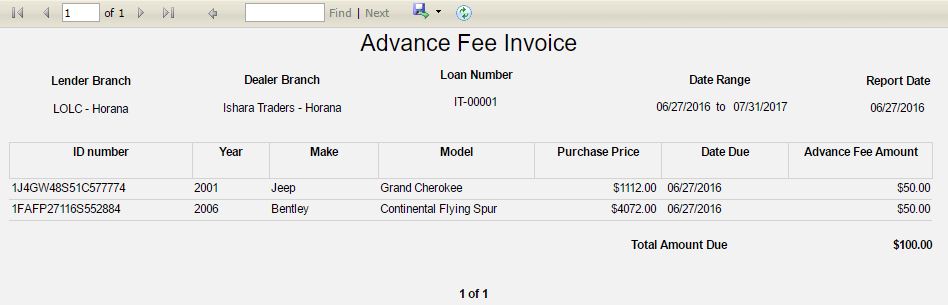 1 of 1 Find | Next
Advance Fee Invoice
Lender Branch Dealer Branch Loan Number Date Range Report Date
LOLC - Horana Ishara Traders - Horana IT-00001 06/27/2016 to 07/31/2017 06/27/2016
ID number Year Make Model Purchase Price Date Due Advance Fee Amount
1J4GW48S51C577774 2001 Jeep Grand Cherokee $1112.00 06/27/2016 $50.00
1FAFP27116S552884 2006 Bentley Continental Flying Spur $4072.00 06/27/2016 $50.00
Total Amount Due $100.00
1 of 1